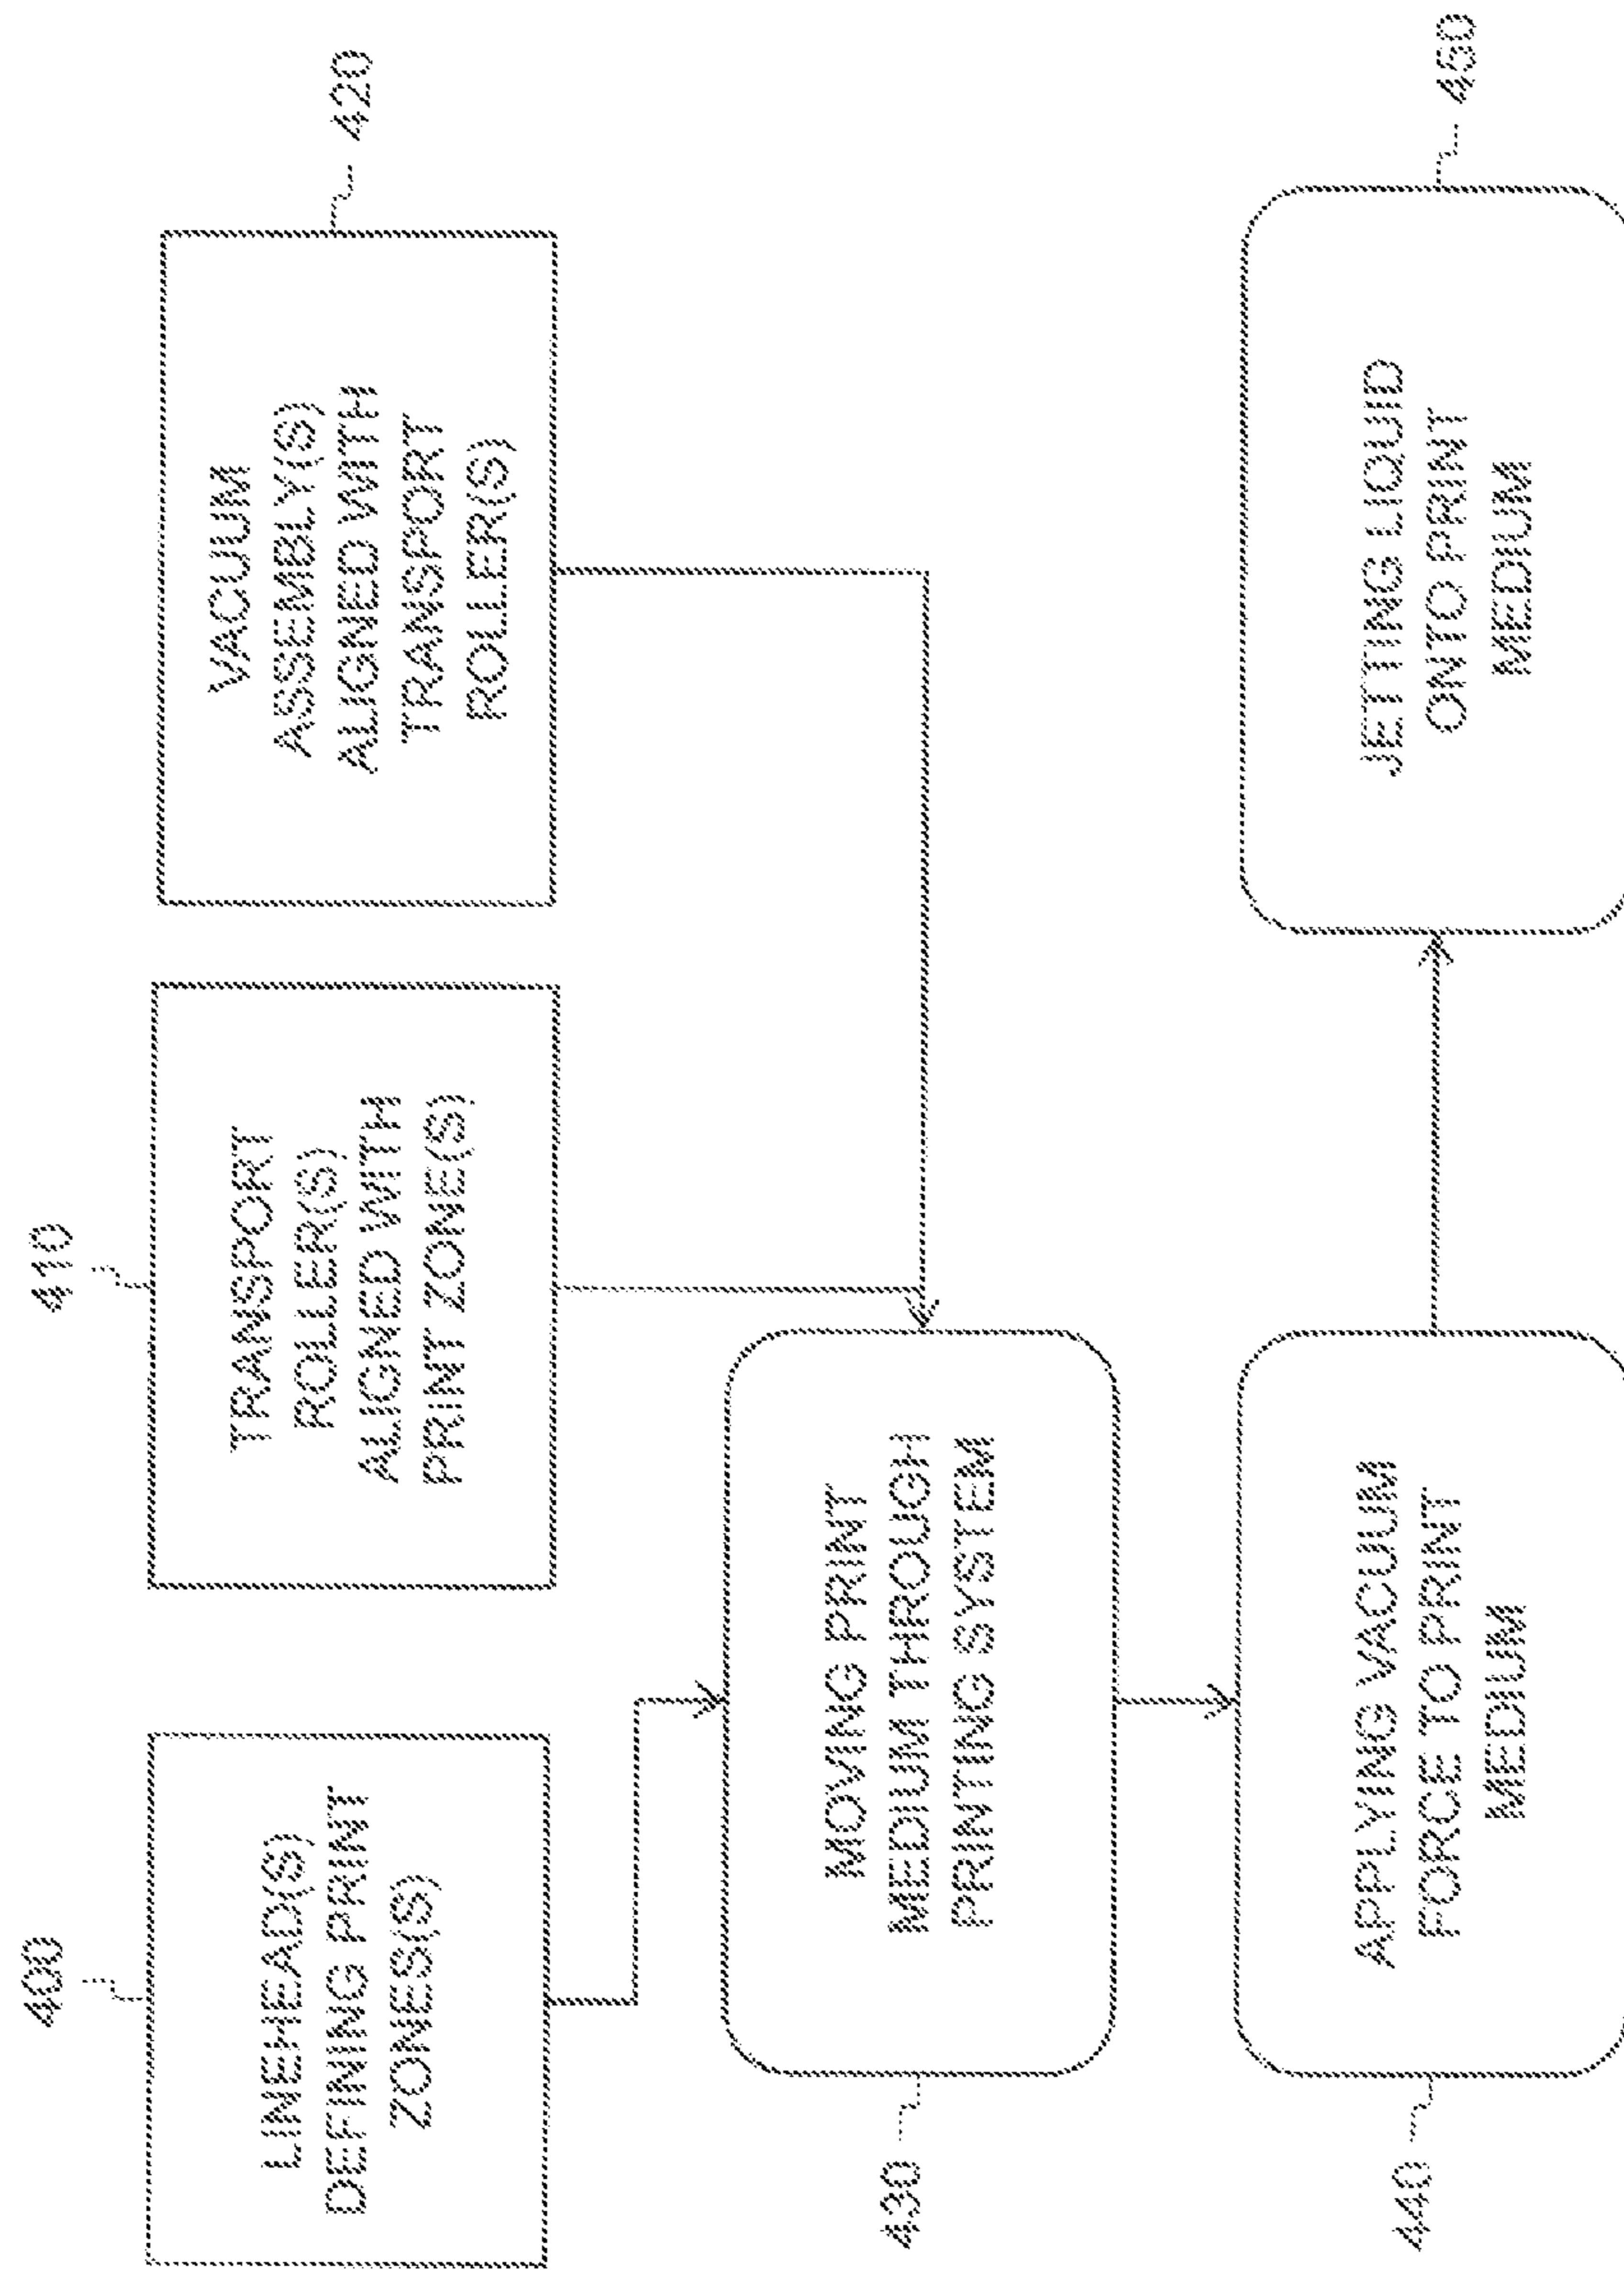 400
LINEHEAD(S)
DEFINING PRINT
ZONES(S)
410
TRANSPORT
ROLLER(S)
ALIGNED WITH
PRINT ZONE(S)
420
VACUUM
ASSEMBLY(S)
ALIGNED WITH
TRANSPORT
ROLLER(S)
430
MOVING PRINT
MEDIUM THROUGH
PRINTING SYSTEM
440
APPLYING VACUUM
FORCE TO PRINT
MEDIUM
450
JETTING LIQUID
ONTO PRINT
MEDIUM